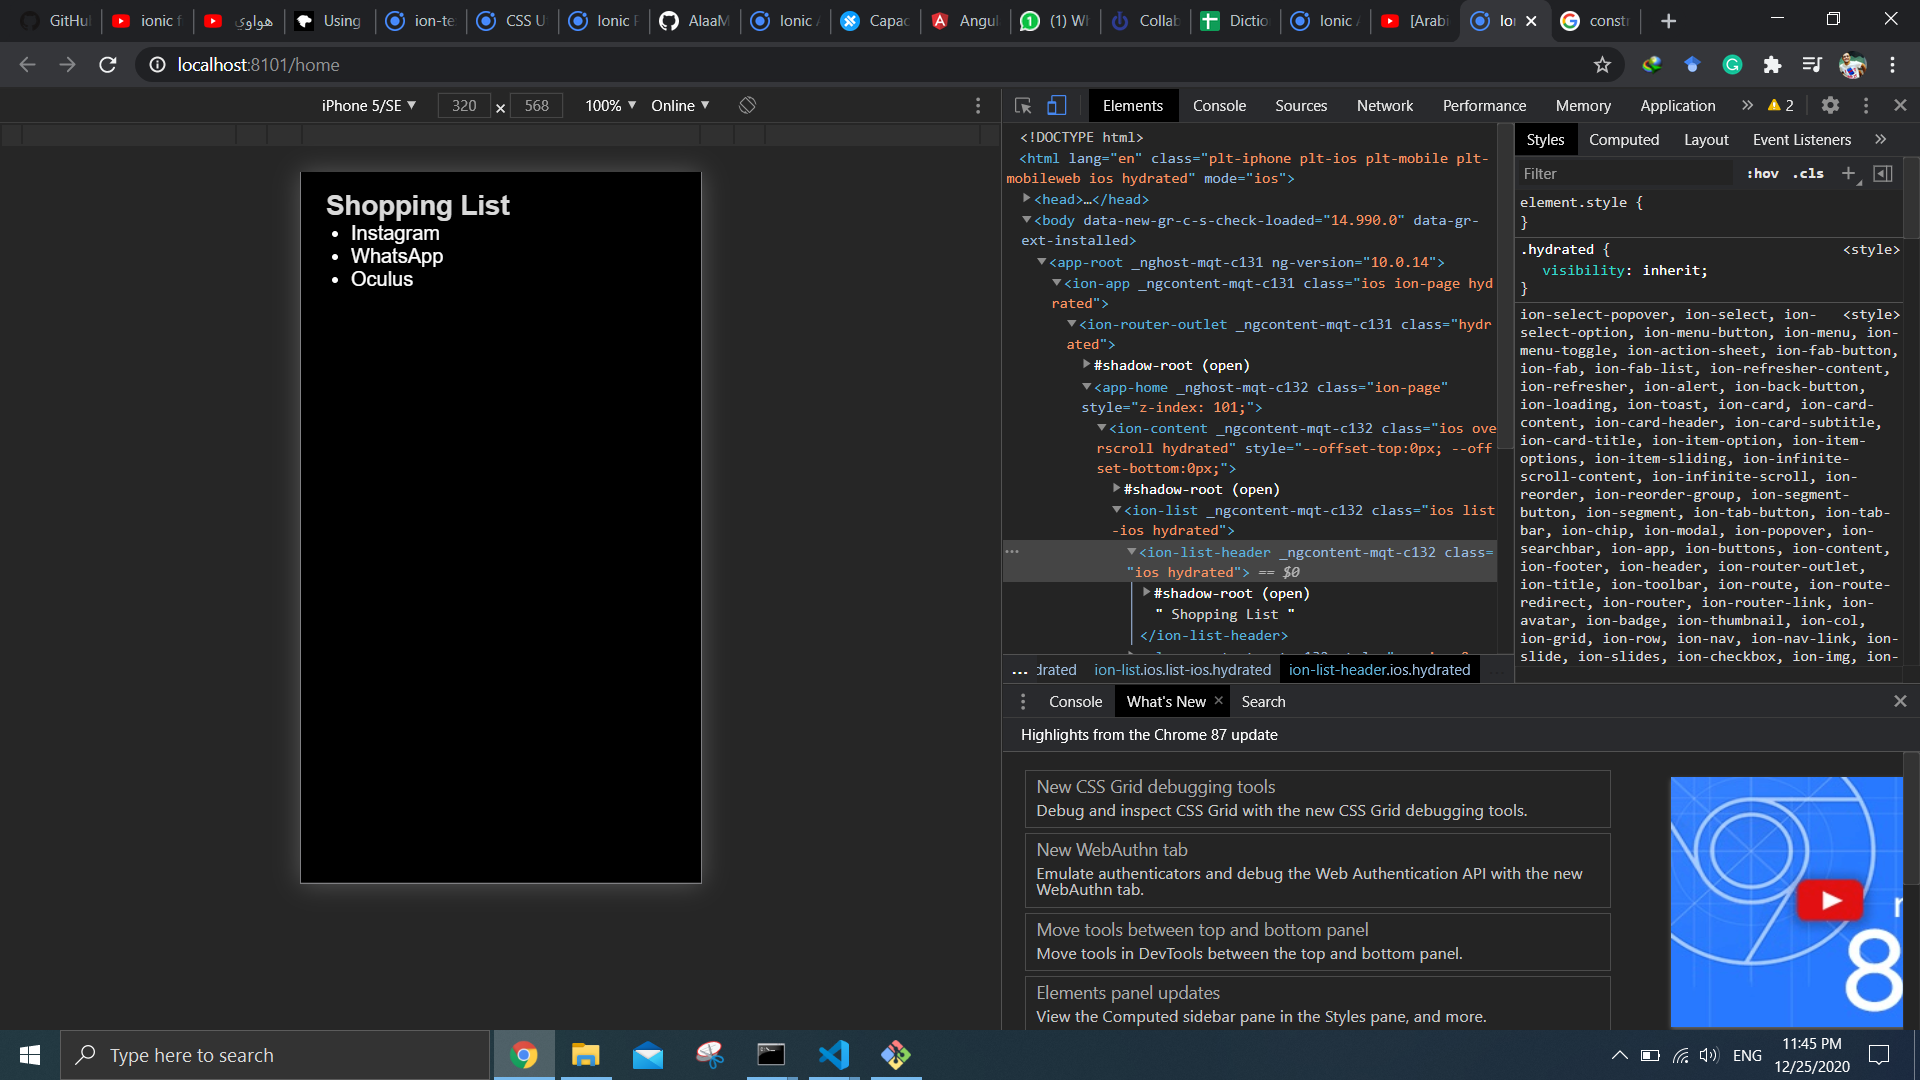 GitHul
ionic f
هواوي
Using
ion-te
CSS U
Ionic F
AlaaM
Ionic
Capac
Angu
(1) W
Collab
Dictio
Ionic
[Arabi
Io
const
localhost:8101/home
iPhone 5/SE ▼ 320 × 568 100% ▼ Online ▼
Shopping List
• Instagram
• WhatsApp
• Oculus
Elements Console Sources Network Performance Memory Application » 2
<!DOCTYPE html>
<html lang="en" class="plt-iphone plt-ios plt-mobile plt-
mobileweb ios hydrated" mode="ios">
<head>…</head>
<body data-new-gr-c-s-check-loaded="14.990.0" data-gr-
ext-installed>
<app-root _nghost-mqt-c131 ng-version="10.0.14">
<ion-app _ngcontent-mqt-c131 class="ios ion-page hyd
rated">
<ion-router-outlet _ngcontent-mqt-c131 class="hydr
ated">
#shadow-root (open)
<app-home _nghost-mqt-c132 class="ion-page"
style="z-index: 101;">
<ion-content _ngcontent-mqt-c132 class="ios ove
rscroll hydrated" style="--offset-top:0px; --off
set-bottom:0px;">
#shadow-root (open)
<ion-list _ngcontent-mqt-c132 class="ios list
-ios hydrated">
<ion-list-header _ngcontent-mqt-c132 class=
"ios hydrated"> == $0
#shadow-root (open)
" Shopping List "
</ion-list-header>
... drated ion-list.ios.list-ios.hydrated ion-list-header.ios.hydrated
Styles Computed Layout Event Listeners »
Filter :hov .cls +
element.style {
}
.hydrated { <style>
visibility: inherit;
}
ion-select-popover, ion-select, ion- <style>
select-option, ion-menu-button, ion-menu, ion-
menu-toggle, ion-action-sheet, ion-fab-button,
ion-fab, ion-fab-list, ion-refresher-content,
ion-refresher, ion-alert, ion-back-button,
ion-loading, ion-toast, ion-card, ion-card-
content, ion-card-header, ion-card-subtitle,
ion-card-title, ion-item-option, ion-item-
options, ion-item-sliding, ion-infinite-
scroll-content, ion-infinite-scroll, ion-
reorder, ion-reorder-group, ion-segment-
button, ion-segment, ion-tab-button, ion-tab-
bar, ion-chip, ion-modal, ion-popover, ion-
searchbar, ion-app, ion-buttons, ion-content,
ion-footer, ion-header, ion-router-outlet,
ion-title, ion-toolbar, ion-route, ion-route-
redirect, ion-router, ion-router-link, ion-
avatar, ion-badge, ion-thumbnail, ion-col,
ion-grid, ion-row, ion-nav, ion-nav-link, ion-
slide, ion-slides, ion-checkbox, ion-img, ion-
Console What's New × Search
Highlights from the Chrome 87 update
New CSS Grid debugging tools
Debug and inspect CSS Grid with the new CSS Grid debugging tools.
New WebAuthn tab
Emulate authenticators and debug the Web Authentication API with the new
WebAuthn tab.
Move tools between top and bottom panel
Move tools in DevTools between the top and bottom panel.
Elements panel updates
View the Computed sidebar pane in the Styles pane, and more.
8
Type here to search
ENG
11:45 PM
12/25/2020